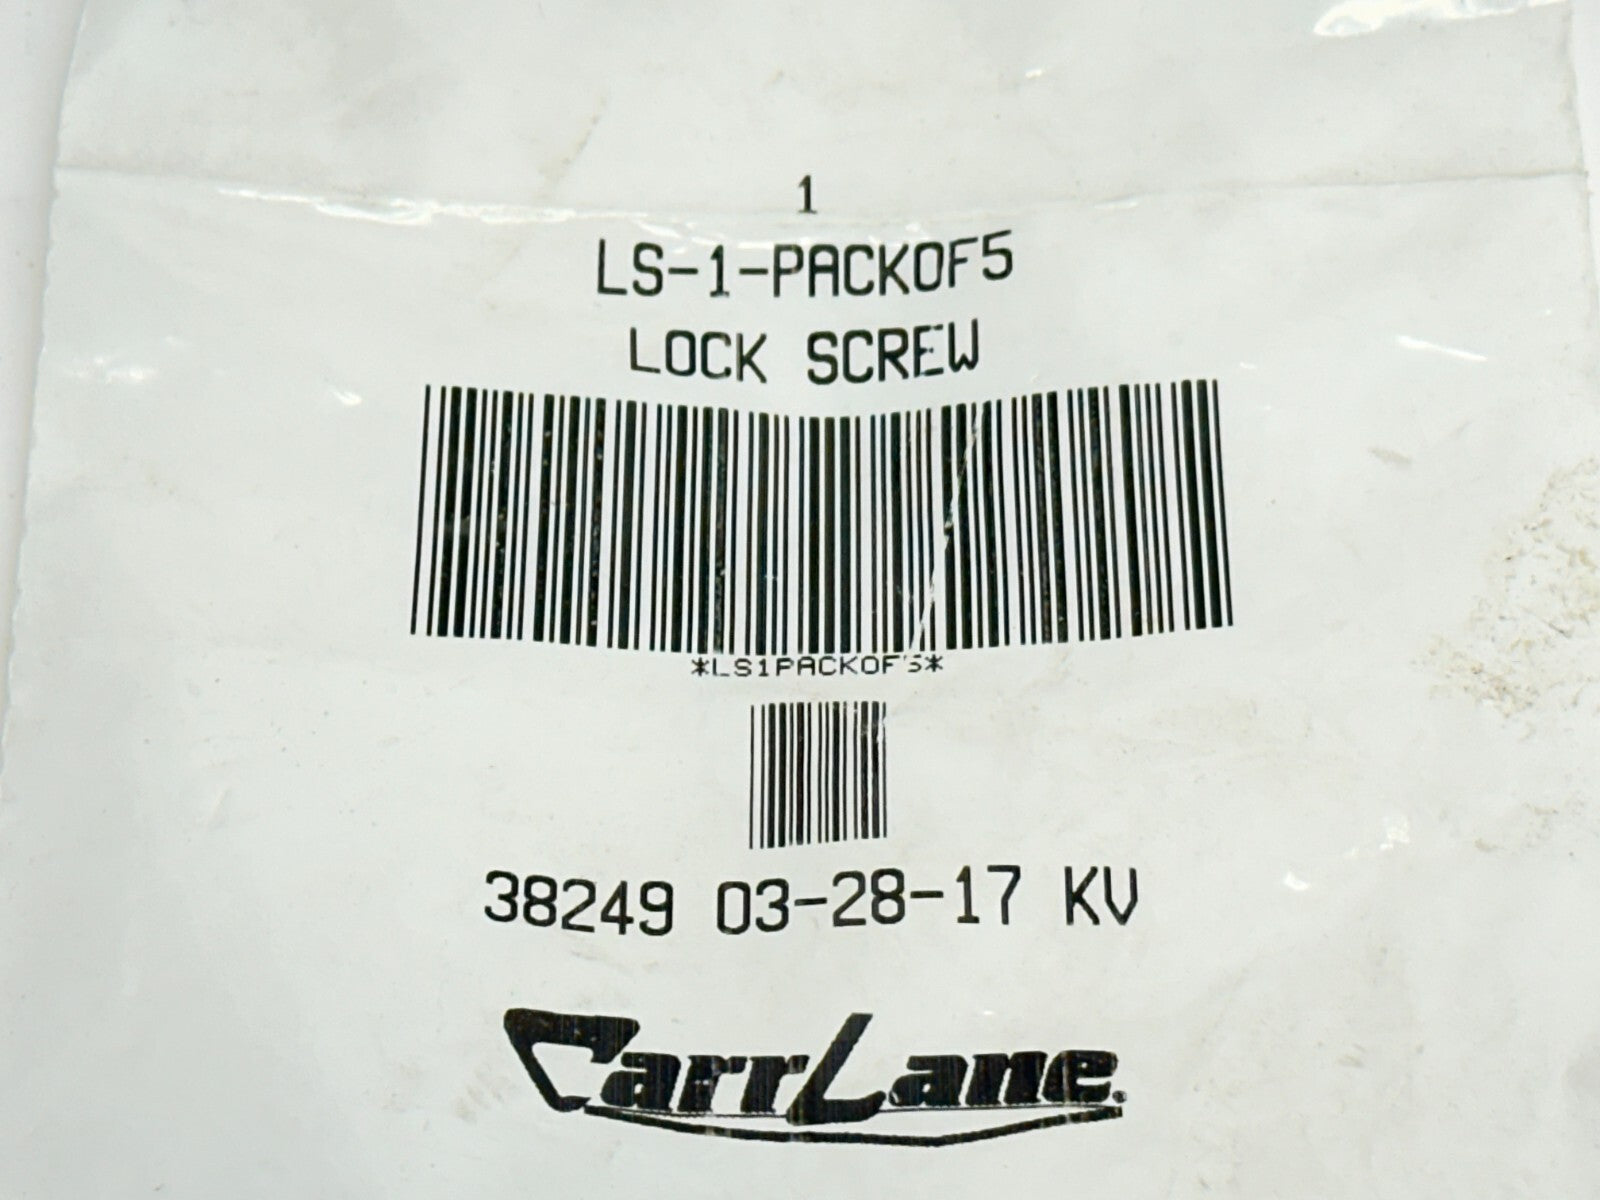 1
LS-1-PACKOF5
LOCK SCREW
*LS1PACKOF5*
38249 03-28-17 KV
CarrLane.